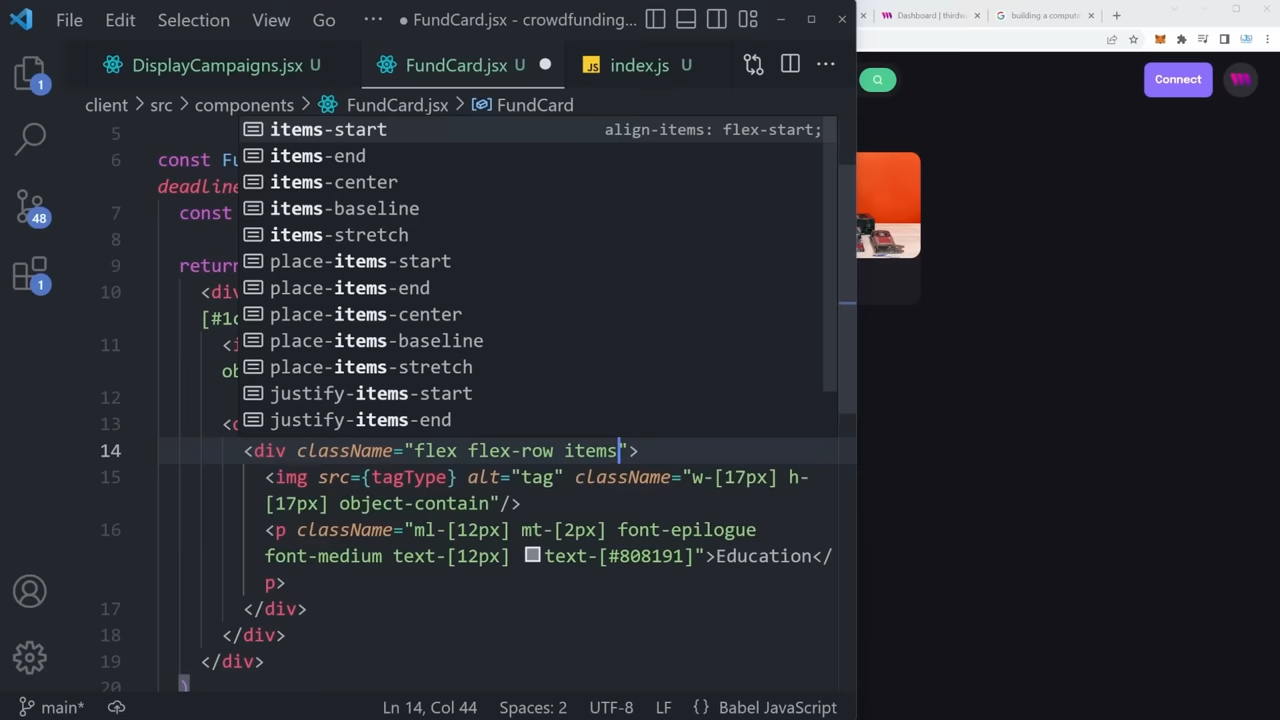 File Edit Selection View Go ··· ● FundCard.jsx - crowdfunding...
Dashboard | thirdw
building a compute
DisplayCampaigns.jsx U
FundCard.jsx U ●
JS index.js U
Connect
client > src > components > FundCard.jsx > FundCard
1
48
1
5
items-start align-items: flex-start;
items-end
6 const Fu
items-center
deadline
items-baseline
7 const
items-stretch
8
place-items-start
9 return
place-items-end
10 <div
place-items-center
[#1c
place-items-baseline
11 <i
place-items-stretch
ob
justify-items-start
12
justify-items-end
13 <d
14 <div className="flex flex-row items">
15 <img src={tagType} alt="tag" className="w-[17px] h-
[17px] object-contain"/>
16 <p className="ml-[12px] mt-[2px] font-epilogue
font-medium text-[12px] text-[#808191]">Education</
p>
17 </div>
18 </div>
19 </div>
20 )
main* Ln 14, Col 44 Spaces: 2 UTF-8 LF {} Babel JavaScript